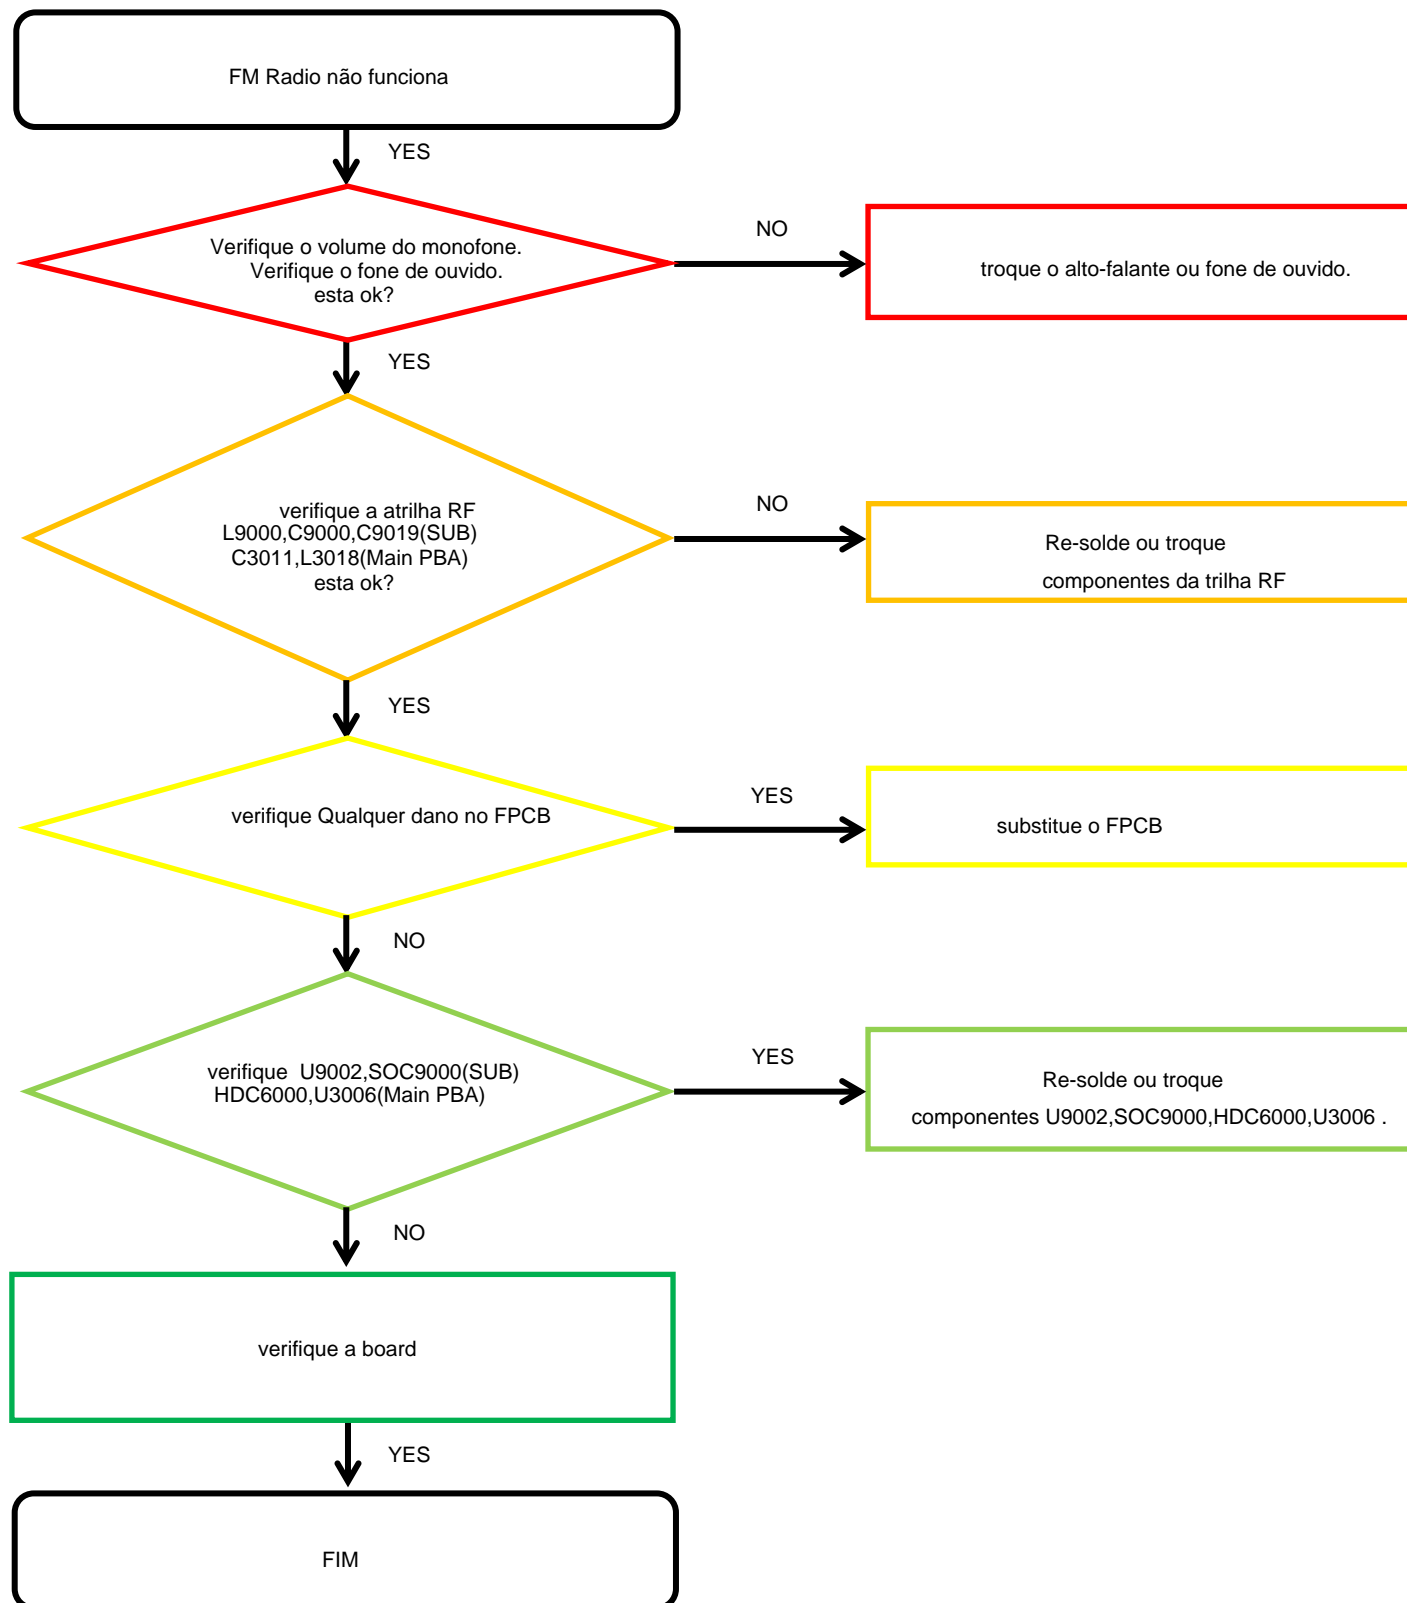 FM Radio não funciona
YES
Verifique o volume do monofone.
Verifique o fone de ouvido.
esta ok?
NO
troque o alto-falante ou fone de ouvido.
YES
verifique a atrilha RF
L9000,C9000,C9019(SUB)
C3011,L3018(Main PBA)
esta ok?
NO
Re-solde ou troque
componentes da trilha RF
YES
verifique Qualquer dano no FPCB
YES
substitue o FPCB
NO
verifique  U9002,SOC9000(SUB)
HDC6000,U3006(Main PBA)
YES
Re-solde ou troque
componentes U9002,SOC9000,HDC6000,U3006 .
NO
verifique a board
YES
FIM